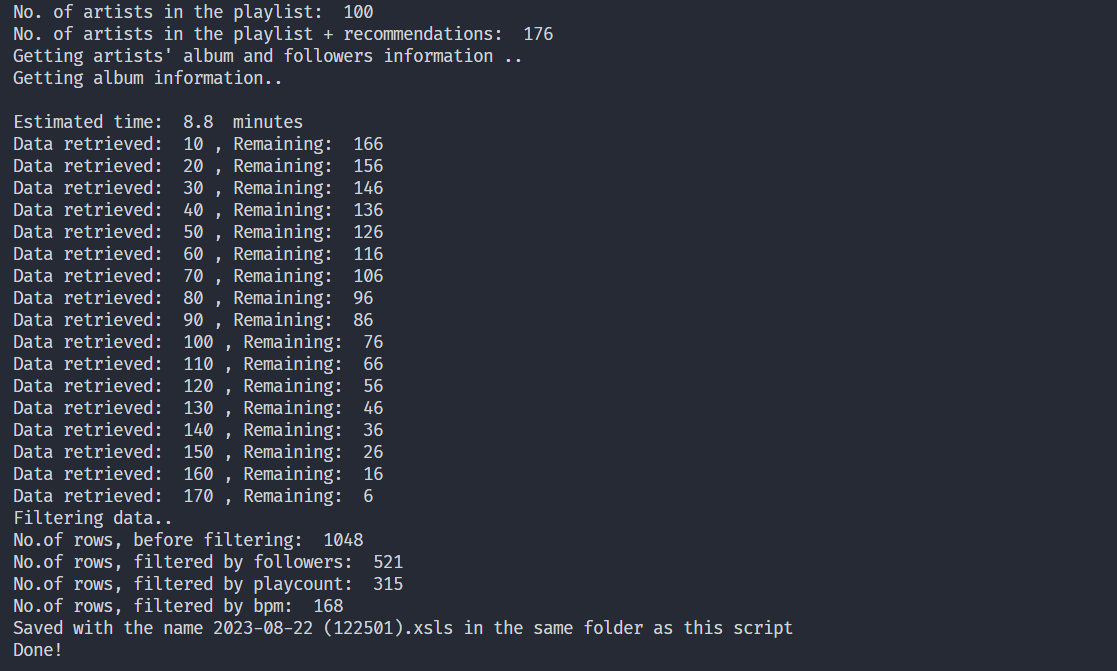 No. of artists in the playlist:  100
No. of artists in the playlist + recommendations:  176
Getting artists' album and followers information ..
Getting album information..

Estimated time:  8.8  minutes
Data retrieved:  10 , Remaining:  166
Data retrieved:  20 , Remaining:  156
Data retrieved:  30 , Remaining:  146
Data retrieved:  40 , Remaining:  136
Data retrieved:  50 , Remaining:  126
Data retrieved:  60 , Remaining:  116
Data retrieved:  70 , Remaining:  106
Data retrieved:  80 , Remaining:  96
Data retrieved:  90 , Remaining:  86
Data retrieved:  100 , Remaining:  76
Data retrieved:  110 , Remaining:  66
Data retrieved:  120 , Remaining:  56
Data retrieved:  130 , Remaining:  46
Data retrieved:  140 , Remaining:  36
Data retrieved:  150 , Remaining:  26
Data retrieved:  160 , Remaining:  16
Data retrieved:  170 , Remaining:  6
Filtering data..
No.of rows, before filtering:  1048
No.of rows, filtered by followers:  521
No.of rows, filtered by playcount:  315
No.of rows, filtered by bpm:  168
Saved with the name 2023-08-22 (122501).xsls in the same folder as this script
Done!